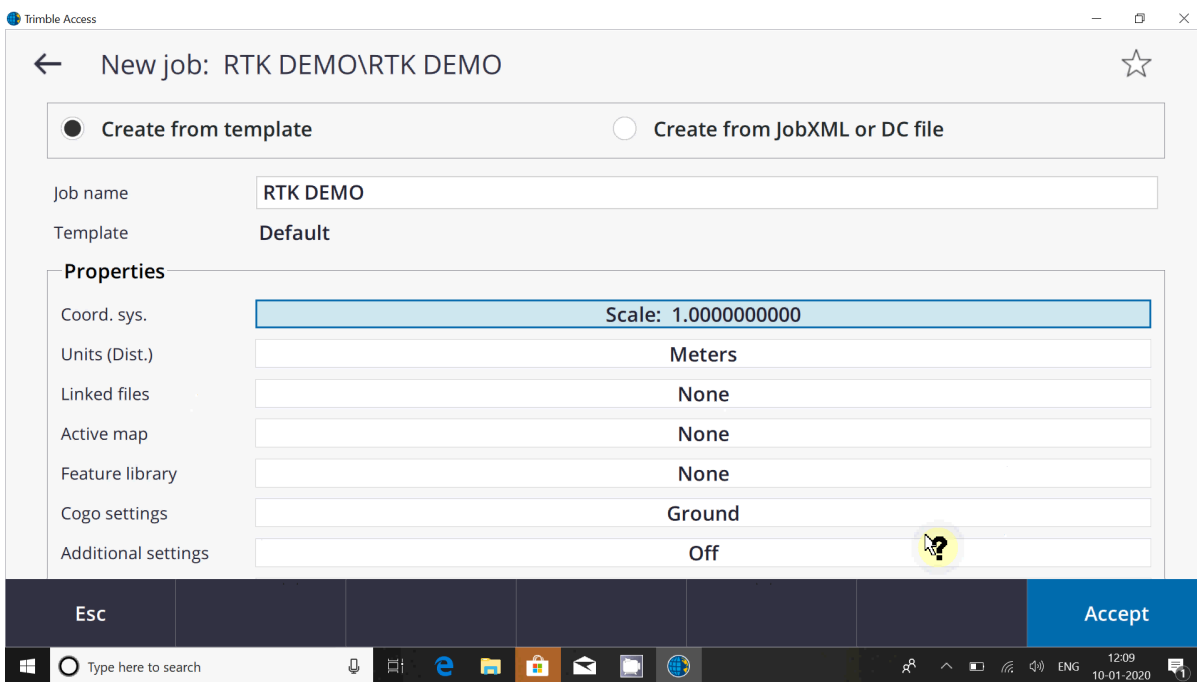 Trimble Access
New job: RTK DEMO\RTK DEMO
Create from template
Create from JobXML or DC file
Job name
RTK DEMO
Template
Default
Properties
Coord. sys.
Scale: 1.0000000000
Units (Dist.)
Meters
Linked files
None
Active map
None
Feature library
None
Cogo settings
Ground
Additional settings
Off
?
Esc
Accept
Type here to search
ENG
12:09
10-01-2020
1